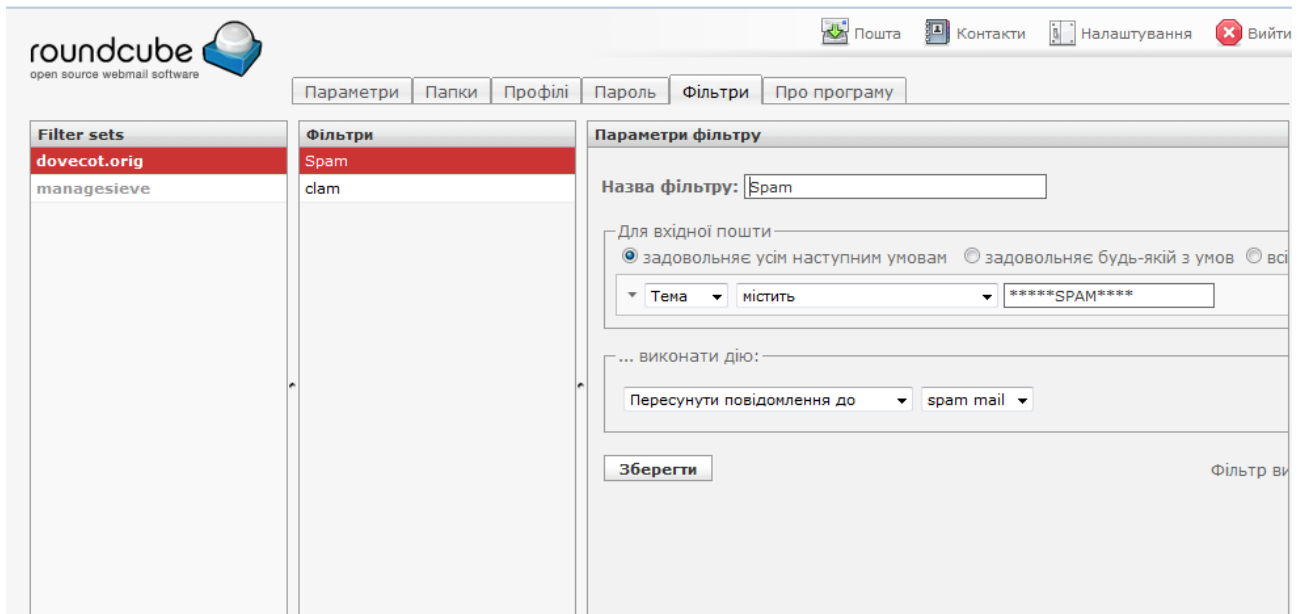 roundcube
open source webmail software
Пошта Контакти Налаштування Вийти
Параметри Папки Профілі Пароль Фільтри Про програму
Filter sets
dovecot.orig
managesieve
Фільтри
Spam
clam
Параметри фільтру
Назва фільтру: Spam
Для вхідної пошти
задовольняє усім наступним умовам задовольняє будь-якій з умов всі
Тема містить *****SPAM****
... виконати дію:
Пересунути повідомлення до spam mail
Зберегти
Фільтр ви